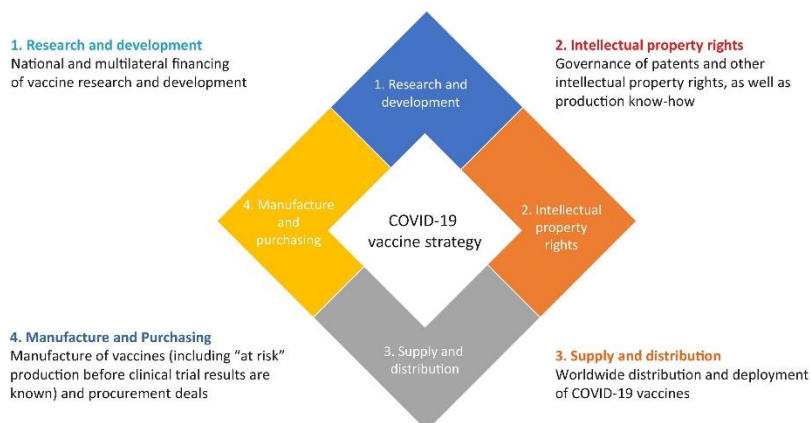 1. Research and development
National and multilateral financing
of vaccine research and development
2. Intellectual property rights
Governance of patents and other
intellectual property rights, as well as
production know-how
1. Research and
development
4. Manufacture
and
purchasing
COVID-19
vaccine strategy
2. Intellectual
property
rights
3. Supply and
distribution
4. Manufacture and Purchasing
Manufacture of vaccines (including “at risk”
production before clinical trial results are
known) and procurement deals
3. Supply and distribution
Worldwide distribution and deployment
of COVID-19 vaccines